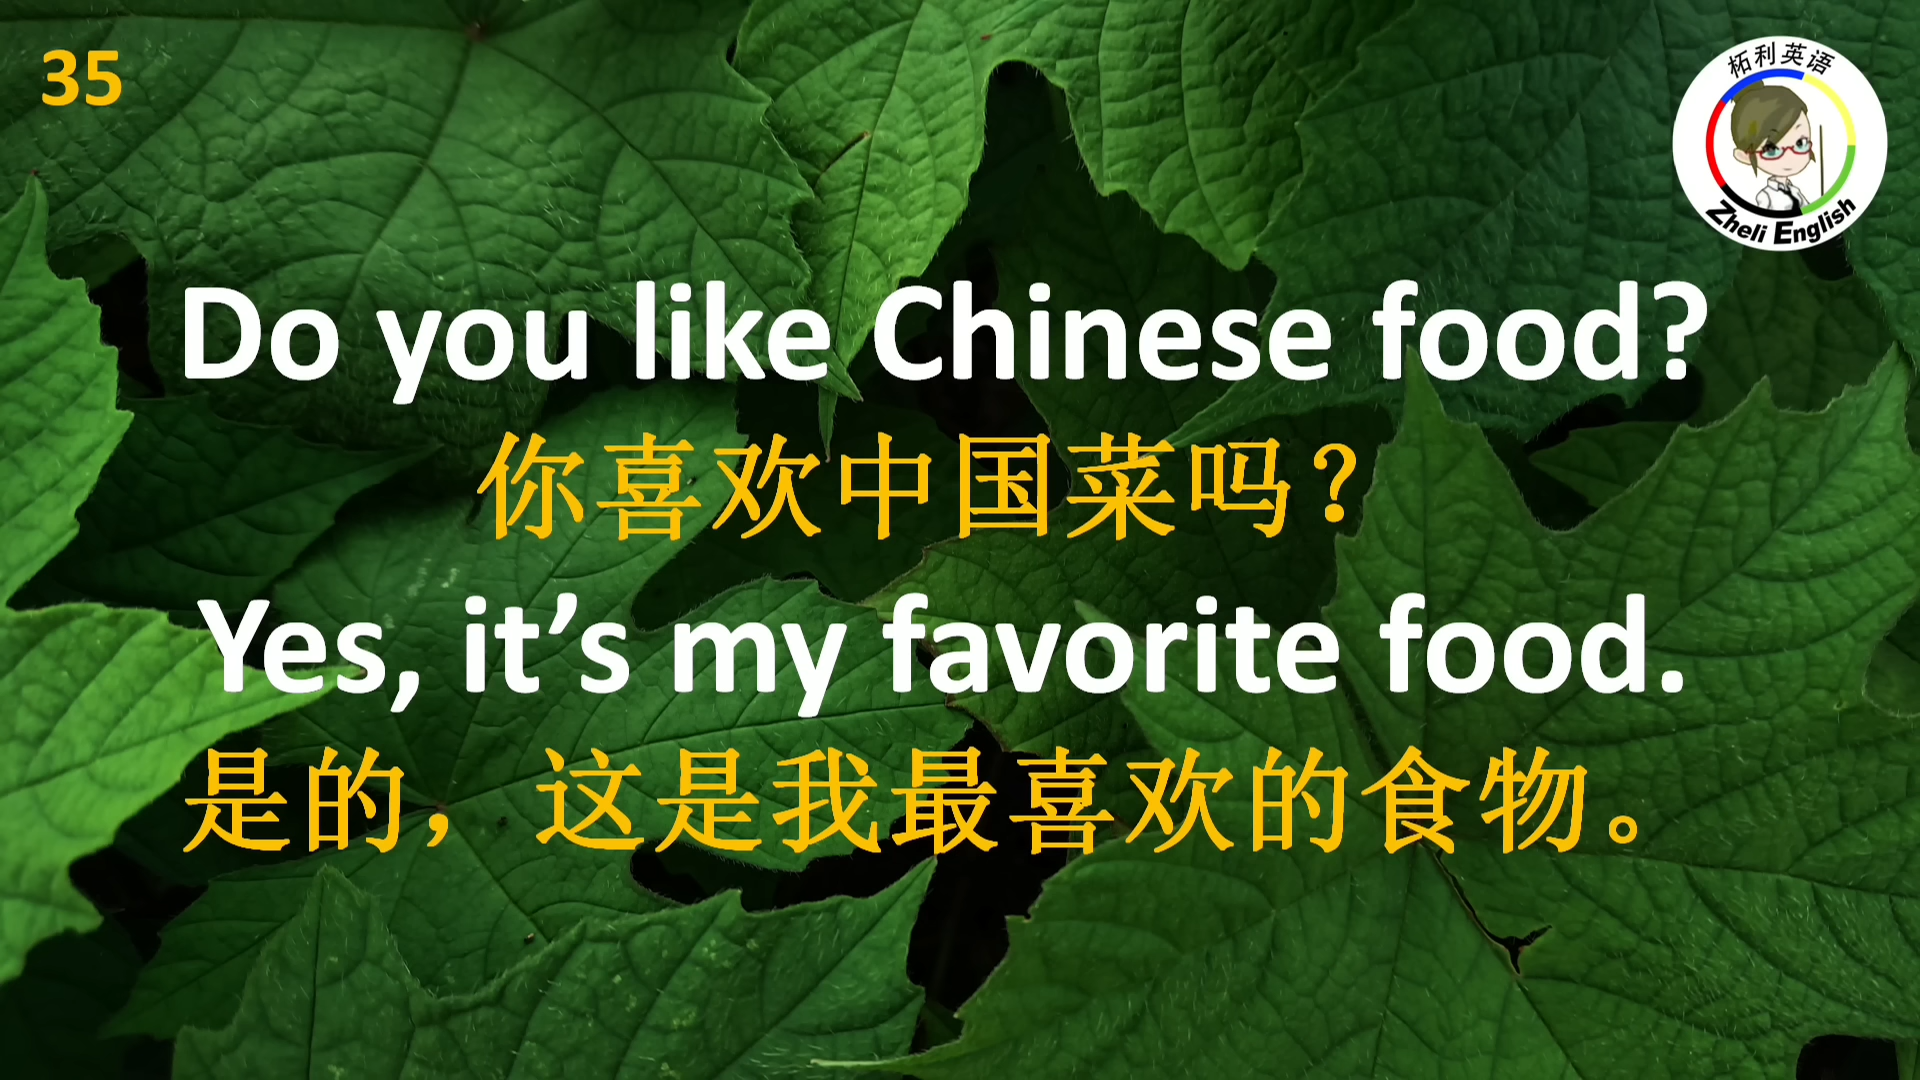 35
柘利英语
Zheli English
Do you like Chinese food?
你喜欢中国菜吗？
Yes, it’s my favorite food.
是的，这是我最喜欢的食物。